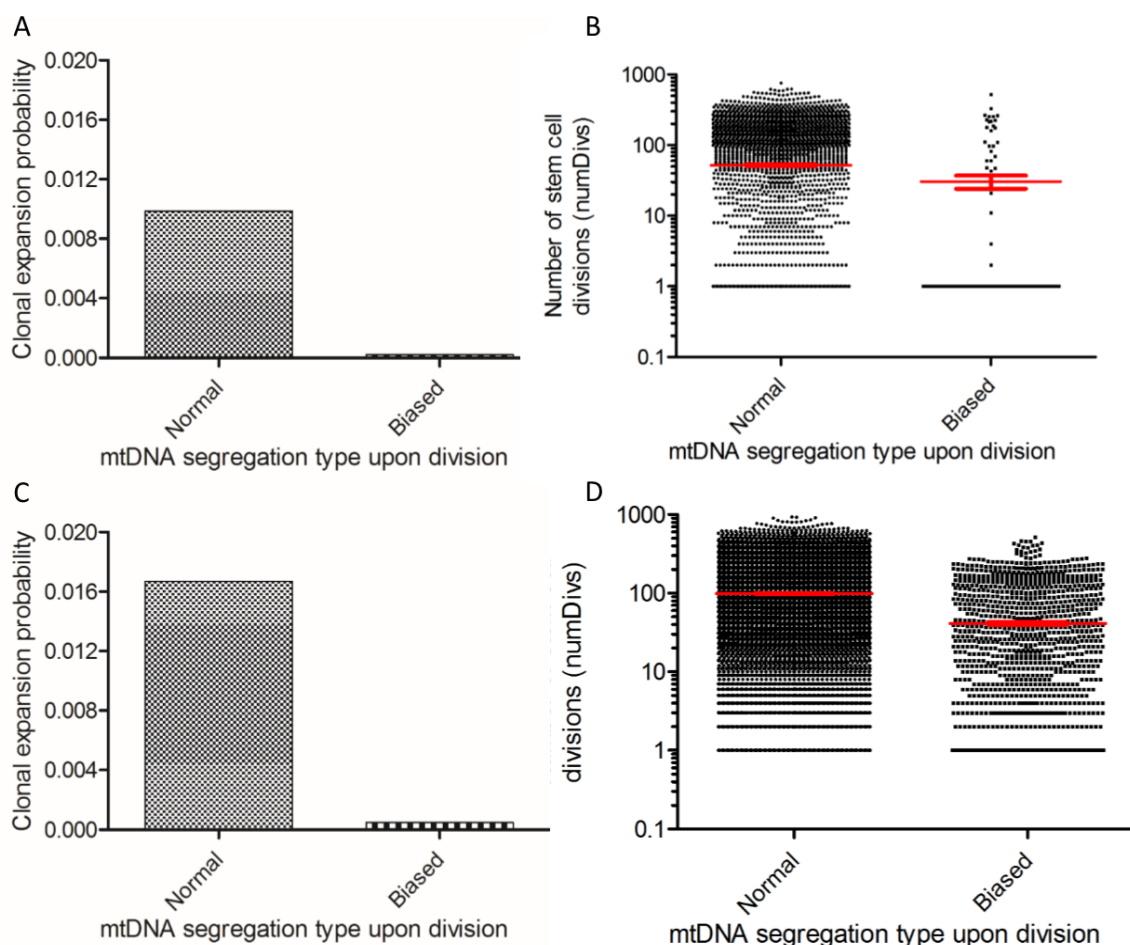 A
Clonal expansion probability
0.020
0.016
0.012
0.008
0.004
0.000
Normal
Biased
mtDNA segregation type upon division
B
Number of stem cell
divisions (numDivs)
1000
100
10
1
0.1
Normal
Biased
mtDNA segregation type upon division
C
Clonal expansion probability
0.020
0.016
0.012
0.008
0.004
0.000
Normal
Biased
mtDNA segregation type upon division
D
divisions (numDivs)
1000
100
10
1
0.1
Normal
Biased
mtDNA segregation type upon division